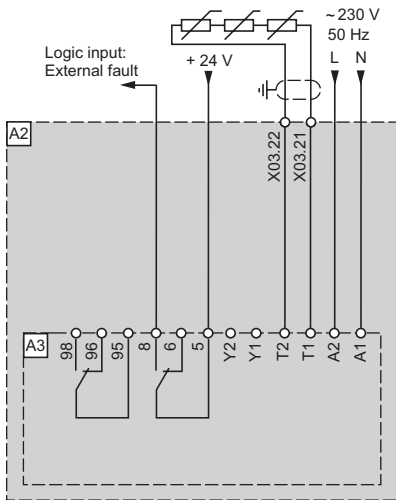 ~230 V
50 Hz
Logic input:
External fault
+ 24 V
L
N
A2
X03.22
X03.21
A3
98
96
95
8
6
5
Y2
Y1
T2
T1
A2
A1